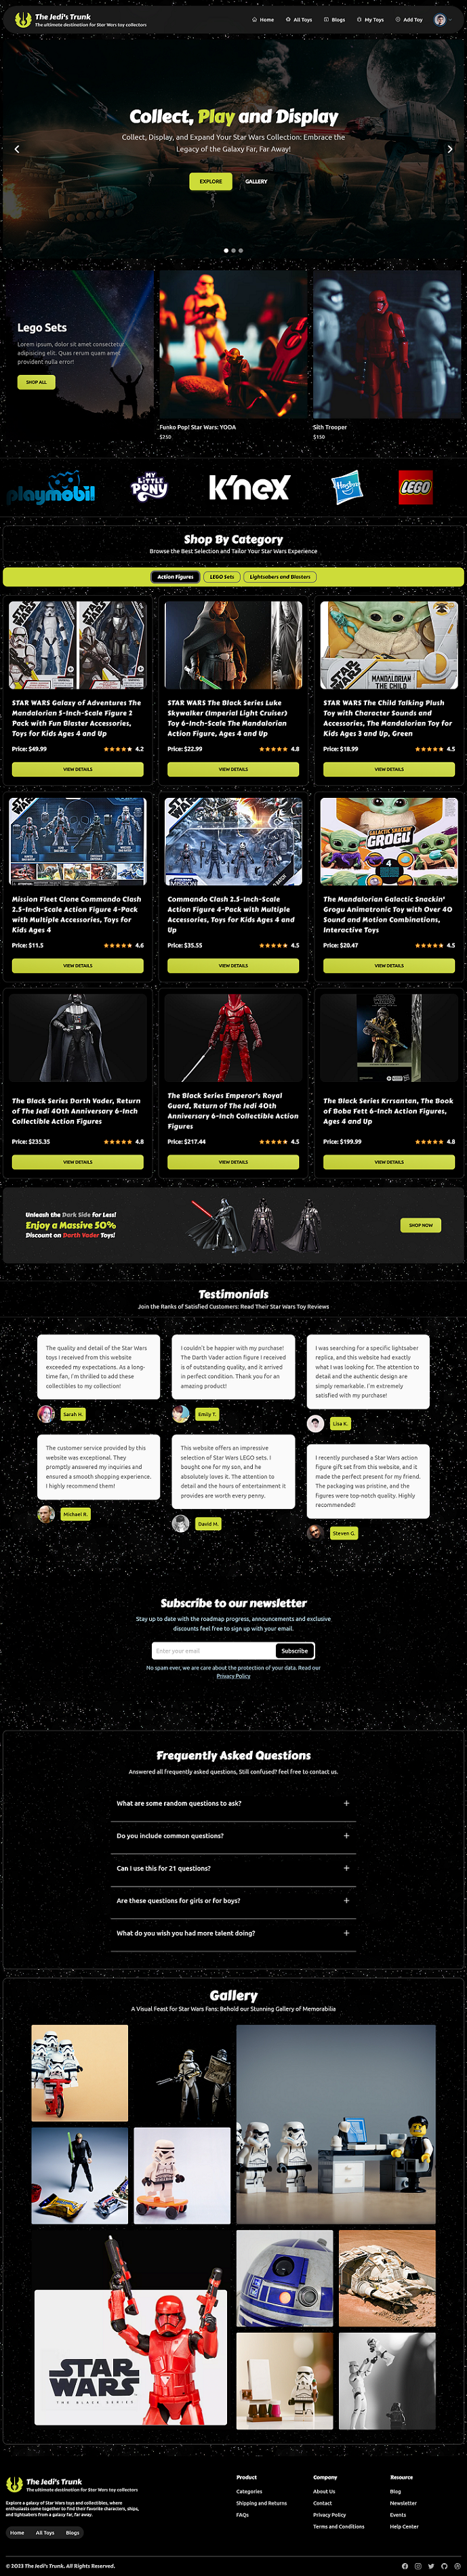 The Jedi's Trunk
The ultimate destination for Star Wars toy collectors
Home
All Toys
Blogs
My Toys
Add Toy
Collect, Play and Display
Collect, Display, and Expand Your Star Wars Collection: Embrace the
Legacy of the Galaxy Far, Far Away!
EXPLORE
GALLERY
Lego Sets
Lorem ipsum, dolor sit amet consectetur
adipisicing elit. Quas rerum quam amet
provident nulla error!
SHOP ALL
Funko Pop! Star Wars: YODA
$250
Sith Trooper
$150
playmobil
MY LITTLE PONY
K'NEX
Hasbro
LEGO
Shop By Category
Browse the Best Selection and Tailor Your Star Wars Experience
Action Figures
LEGO Sets
Lightsabers and Blasters
STAR WARS Galaxy of Adventures The
Mandalorian 5-Inch-Scale Figure 2
Pack with Fun Blaster Accessories,
Toys for Kids Ages 4 and Up
Price: $49.99
4.2
VIEW DETAILS
STAR WARS The Black Series Luke
Skywalker (Imperial Light Cruiser)
Toy 6-Inch-Scale The Mandalorian
Action Figure, Ages 4 and Up
Price: $22.99
4.8
VIEW DETAILS
STAR WARS
MANDALORIAN
THE CHILD
STAR WARS The Child Talking Plush
Toy with Character Sounds and
Accessories, The Mandalorian Toy for
Kids Ages 3 and Up, Green
Price: $18.99
4.5
VIEW DETAILS
Mission Fleet Clone Commando Clash
2.5-Inch-Scale Action Figure 4-Pack
with Multiple Accessories, Toys for
Kids Ages 4
Price: $11.5
4.6
VIEW DETAILS
Commando Clash 2.5-Inch-Scale
Action Figure 4-Pack with Multiple
Accessories, Toys for Kids Ages 4 and
Up
Price: $35.55
4.5
VIEW DETAILS
GALACTIC SNACKIN'
GROGU
4
The Mandalorian Galactic Snackin'
Grogu Animatronic Toy with Over 40
Sound and Motion Combinations,
Interactive Toys
Price: $20.47
4.5
VIEW DETAILS
The Black Series Darth Vader, Return
of The Jedi 40th Anniversary 6-Inch
Collectible Action Figures
Price: $235.35
4.8
VIEW DETAILS
The Black Series Emperor's Royal
Guard, Return of The Jedi 40th
Anniversary 6-Inch Collectible Action
Figures
Price: $217.44
4.5
VIEW DETAILS
The Black Series Krrsantan, The Book
of Boba Fett 6-Inch Action Figures,
Ages 4 and Up
Price: $199.99
4.8
VIEW DETAILS
Unleash the Dark Side for Less!
Enjoy a Massive 50%
Discount on Darth Vader Toys!
SHOP NOW
Testimonials
Join the Ranks of Satisfied Customers: Read Their Star Wars Toy Reviews
The quality and detail of the Star Wars
toys I received from this website
exceeded my expectations. As a long-
time fan, I'm thrilled to add these
collectibles to my collection!
Sarah H.
I couldn't be happier with my purchase!
The Darth Vader action figure I received
is of outstanding quality, and it arrived
in perfect condition. Thank you for an
amazing product!
Emily T.
I was searching for a specific lightsaber
replica, and this website had exactly
what I was looking for. The attention to
detail and the authentic design are
simply remarkable. I'm extremely
satisfied with my purchase!
Lisa K.
The customer service provided by this
website was exceptional. They
promptly answered my inquiries and
ensured a smooth shopping experience.
I highly recommend them!
Michael R.
This website offers an impressive
selection of Star Wars LEGO sets. I
bought one for my son, and he
absolutely loves it. The attention to
detail and the hours of entertainment it
provides are worth every penny.
David M.
I recently purchased a Star Wars action
figure gift set from this website, and it
made the perfect present for my friend.
The packaging was pristine, and the
figures were top-notch quality. Highly
recommended!
Steven G.
Subscribe to our newsletter
Stay up to date with the roadmap progress, announcements and exclusive
discounts feel free to sign up with your email.
Enter your email
Subscribe
No spam ever, we are care about the protection of your data. Read our
Privacy Policy
Frequently Asked Questions
Answered all frequently asked questions, Still confused? feel free to contact us.
What are some random questions to ask?
Do you include common questions?
Can I use this for 21 questions?
Are these questions for girls or for boys?
What do you wish you had more talent doing?
Gallery
A Visual Feast for Star Wars Fans: Behold our Stunning Gallery of Memorabilia
STAR
WARS
THE BLACK SERIES
The Jedi's Trunk
The ultimate destination for Star Wars toy collectors
Explore a galaxy of Star Wars toys and collectibles, where
enthusiasts come together to find their favorite characters, ships,
and lightsabers from a galaxy far, far away.
Home
All Toys
Blogs
Product
Categories
Shipping and Returns
FAQs
Company
About Us
Contact
Privacy Policy
Terms and Conditions
Resource
Blog
Newsletter
Events
Help Center
© 2023 The Jedi's Trunk. All Rights Reserved.